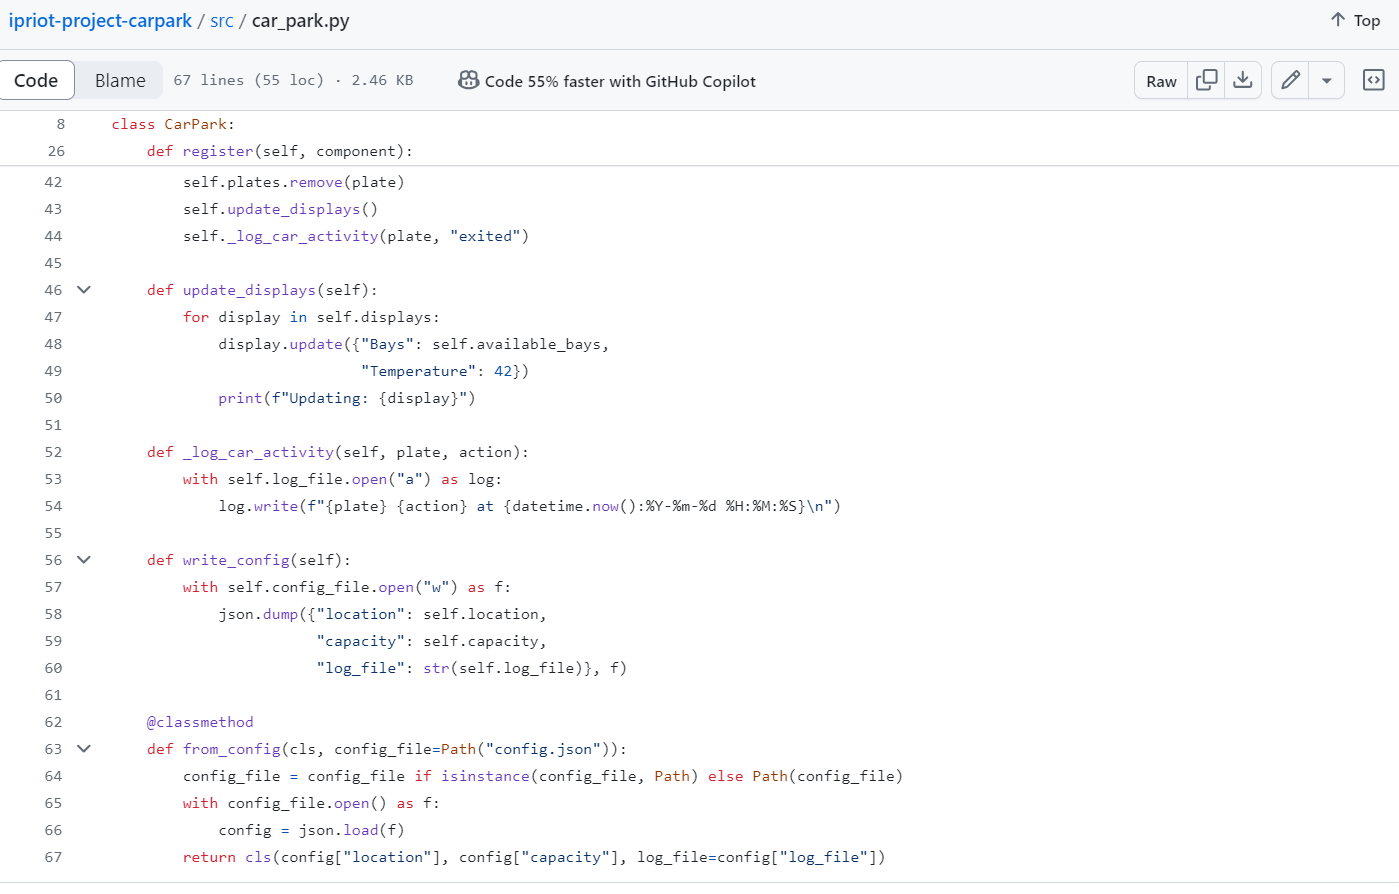 ipriot-project-carpark / src / car_park.py
Top
Code Blame 67 lines (55 loc) · 2.46 KB Code 55% faster with GitHub Copilot Raw
8 class CarPark:
26 def register(self, component):
42 self.plates.remove(plate)
43 self.update_displays()
44 self._log_car_activity(plate, "exited")
45
46 def update_displays(self):
47 for display in self.displays:
48 display.update({"Bays": self.available_bays,
49 "Temperature": 42})
50 print(f"Updating: {display}")
51
52 def _log_car_activity(self, plate, action):
53 with self.log_file.open("a") as log:
54 log.write(f"{plate} {action} at {datetime.now():%Y-%m-%d %H:%M:%S}\n")
55
56 def write_config(self):
57 with self.config_file.open("w") as f:
58 json.dump({"location": self.location,
59 "capacity": self.capacity,
60 "log_file": str(self.log_file)}, f)
61
62 @classmethod
63 def from_config(cls, config_file=Path("config.json")):
64 config_file = config_file if isinstance(config_file, Path) else Path(config_file)
65 with config_file.open() as f:
66 config = json.load(f)
67 return cls(config["location"], config["capacity"], log_file=config["log_file"])